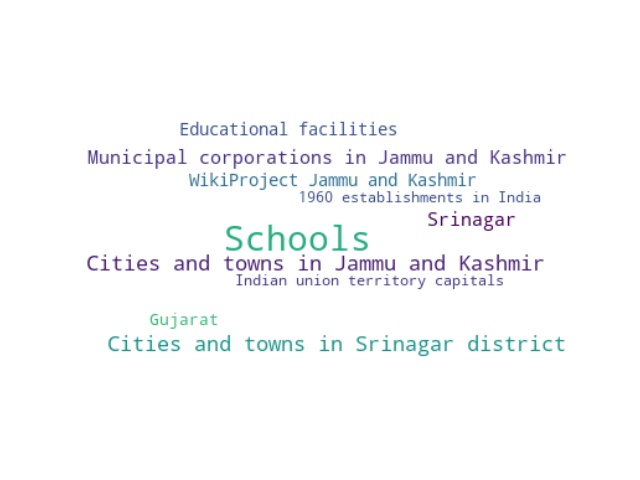 Educational facilities
Municipal corporations in Jammu and Kashmir
WikiProject Jammu and Kashmir
1960 establishments in India
Srinagar
Schools
Cities and towns in Jammu and Kashmir
Indian union territory capitals
Gujarat
Cities and towns in Srinagar district